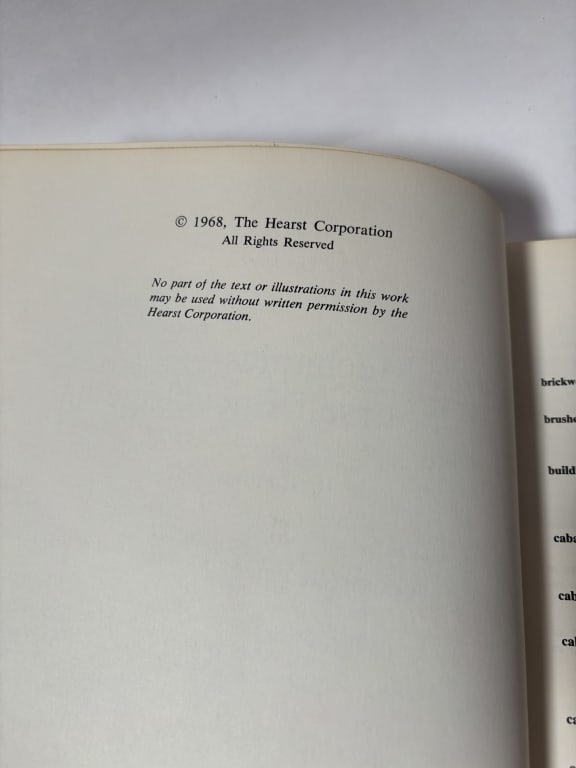 © 1968, The Hearst Corporation
All Rights Reserved
No part of the text or illustrations in this work
may be used without written permission by the
Hearst Corporation.